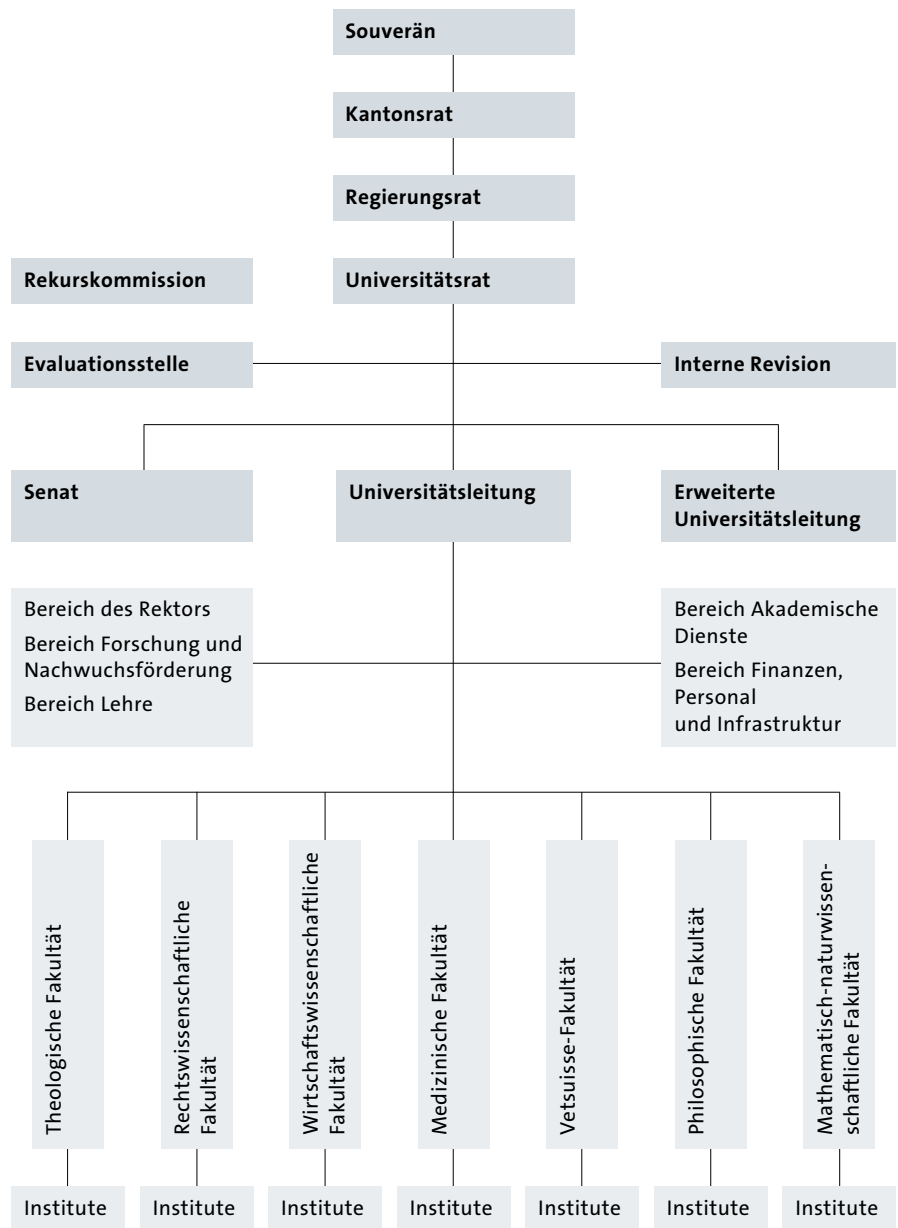 Souverän
Kantonsrat
Regierungsrat
Rekurskommission
Universitätsrat
Evaluationsstelle
Interne Revision
Senat
Universitätsleitung
Erweiterte
Universitätsleitung
Bereich des Rektors
Bereich Forschung und
Nachwuchsförderung
Bereich Lehre
Bereich Akademische
Dienste
Bereich Finanzen,
Personal
und Infrastruktur
Theologische Fakultät
Rechtswissenschaftliche
Fakultät
Wirtschaftswissenschaftliche
Fakultät
Medizinische Fakultät
Vetsuisse-Fakultät
Philosophische Fakultät
Mathematisch-naturwissen-
schaftliche Fakultät
Institute
Institute
Institute
Institute
Institute
Institute
Institute